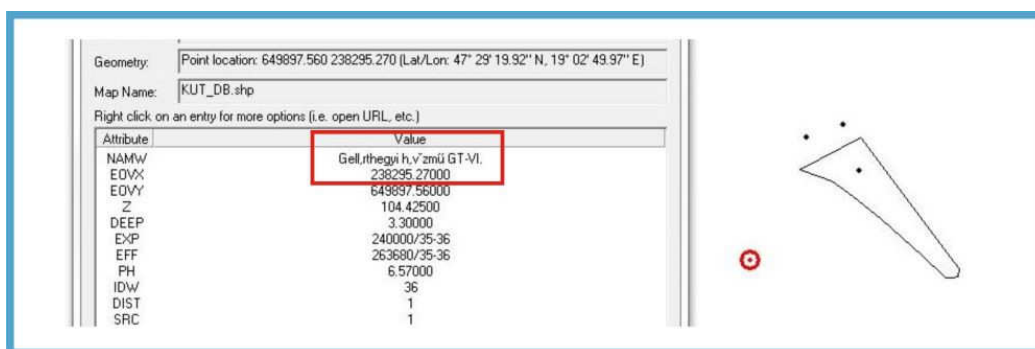 Geometry: Point location: 649897.560 238295.270 (Lat/Lon: 47° 29' 19.92" N, 19° 02' 49.97" E)
Map Name: KUT_DB.shp
Right click on an entry for more options (i.e. open URL, etc.)
Attribute Value
NAMW Gell‚rthegyi h‚vˇzmü GT-VI.
EOVX 238295.27000
EOVY 649897.56000
Z 104.42500
DEEP 3.30000
EXP 240000/35-36
EFF 263680/35-36
PH 6.57000
IDW 36
DIST 1
SRC 1